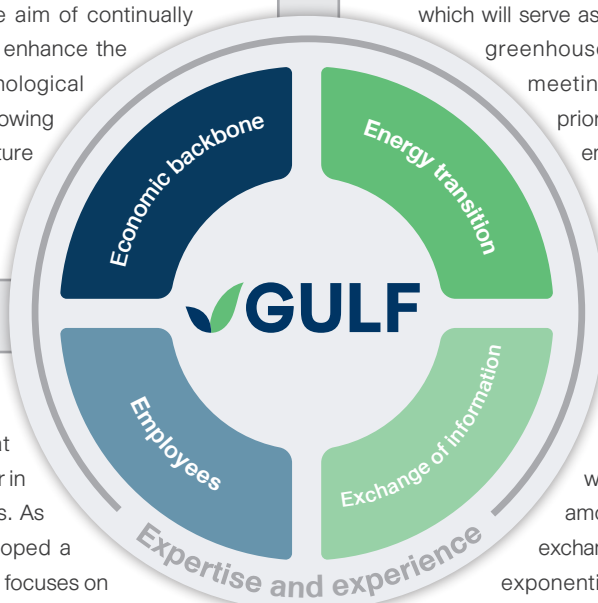 e aim of continually
enhance the
nological
owing
ture
which will serve as
greenhouse
meetin
prior
en
Economic backbone
Energy transition
GULF
Employees
Exchange of information
Expertise and experience
nt
r in
s. As
oped a
focuses on
w
amo
exchan
exponenti